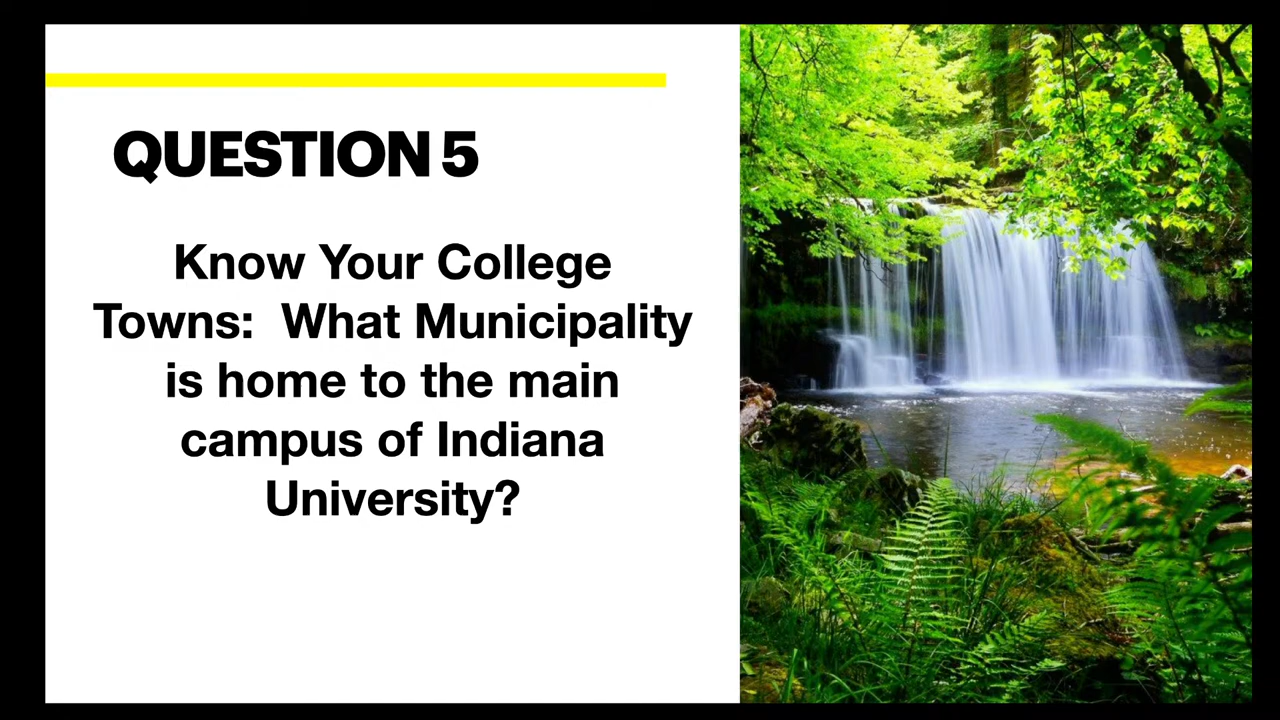 QUESTION 5
Know Your College
Towns:  What Municipality
is home to the main
campus of Indiana
University?